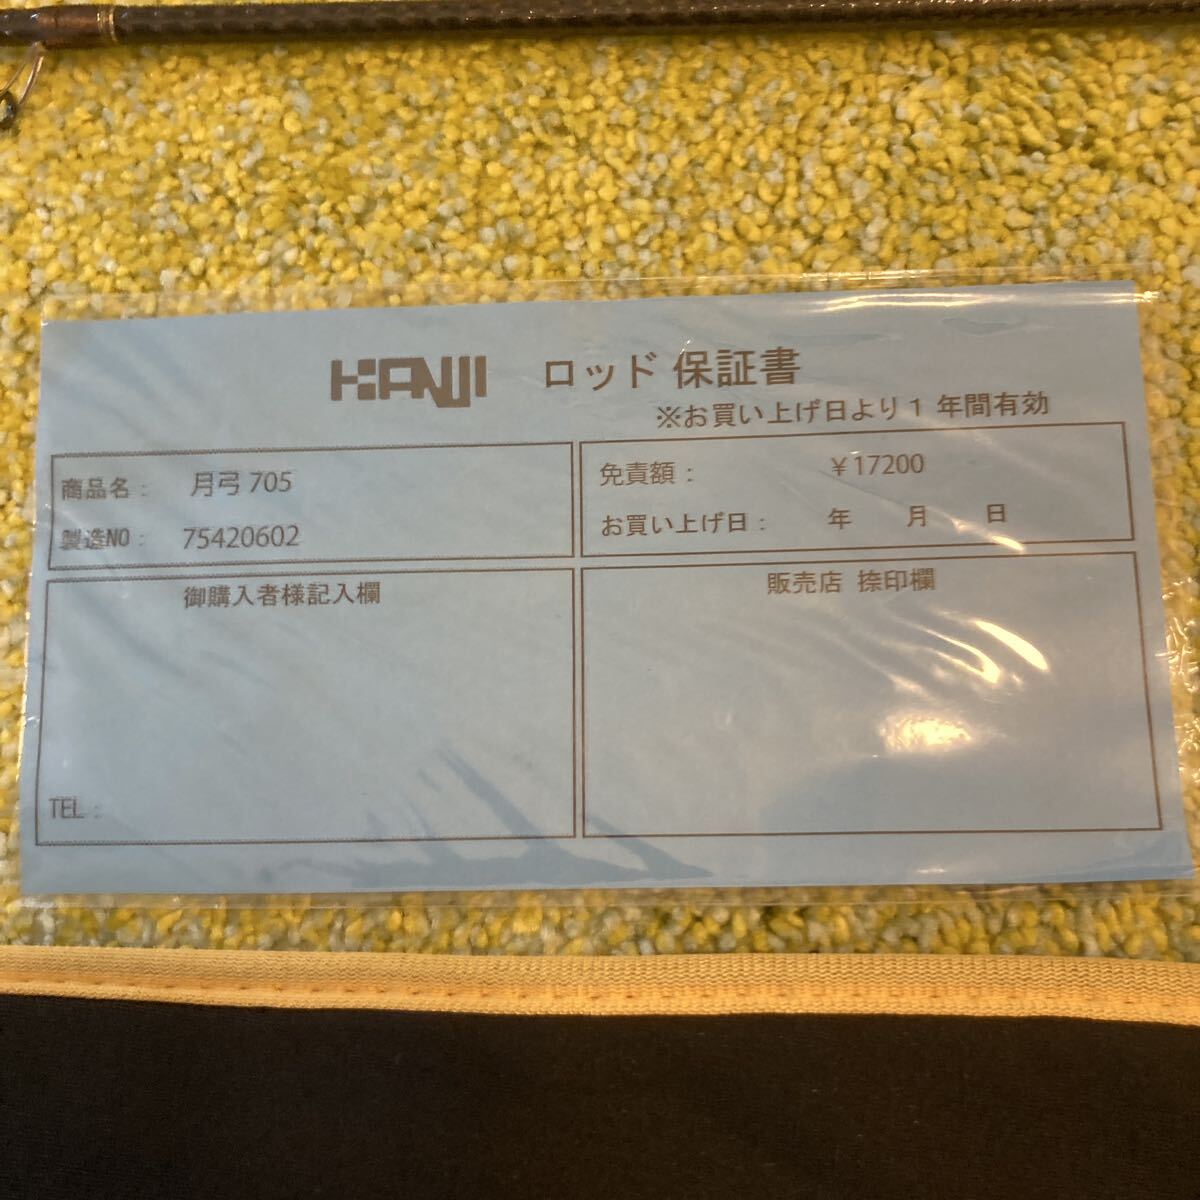 HANJI ロッド 保証書
※お買い上げ日より 1 年間有効
商品名： 月弓 705
製造NO： 75420602
免責額： ￥17200
お買い上げ日： 年 月 日
御購入者様記入欄
TEL：
販売店 捺印欄